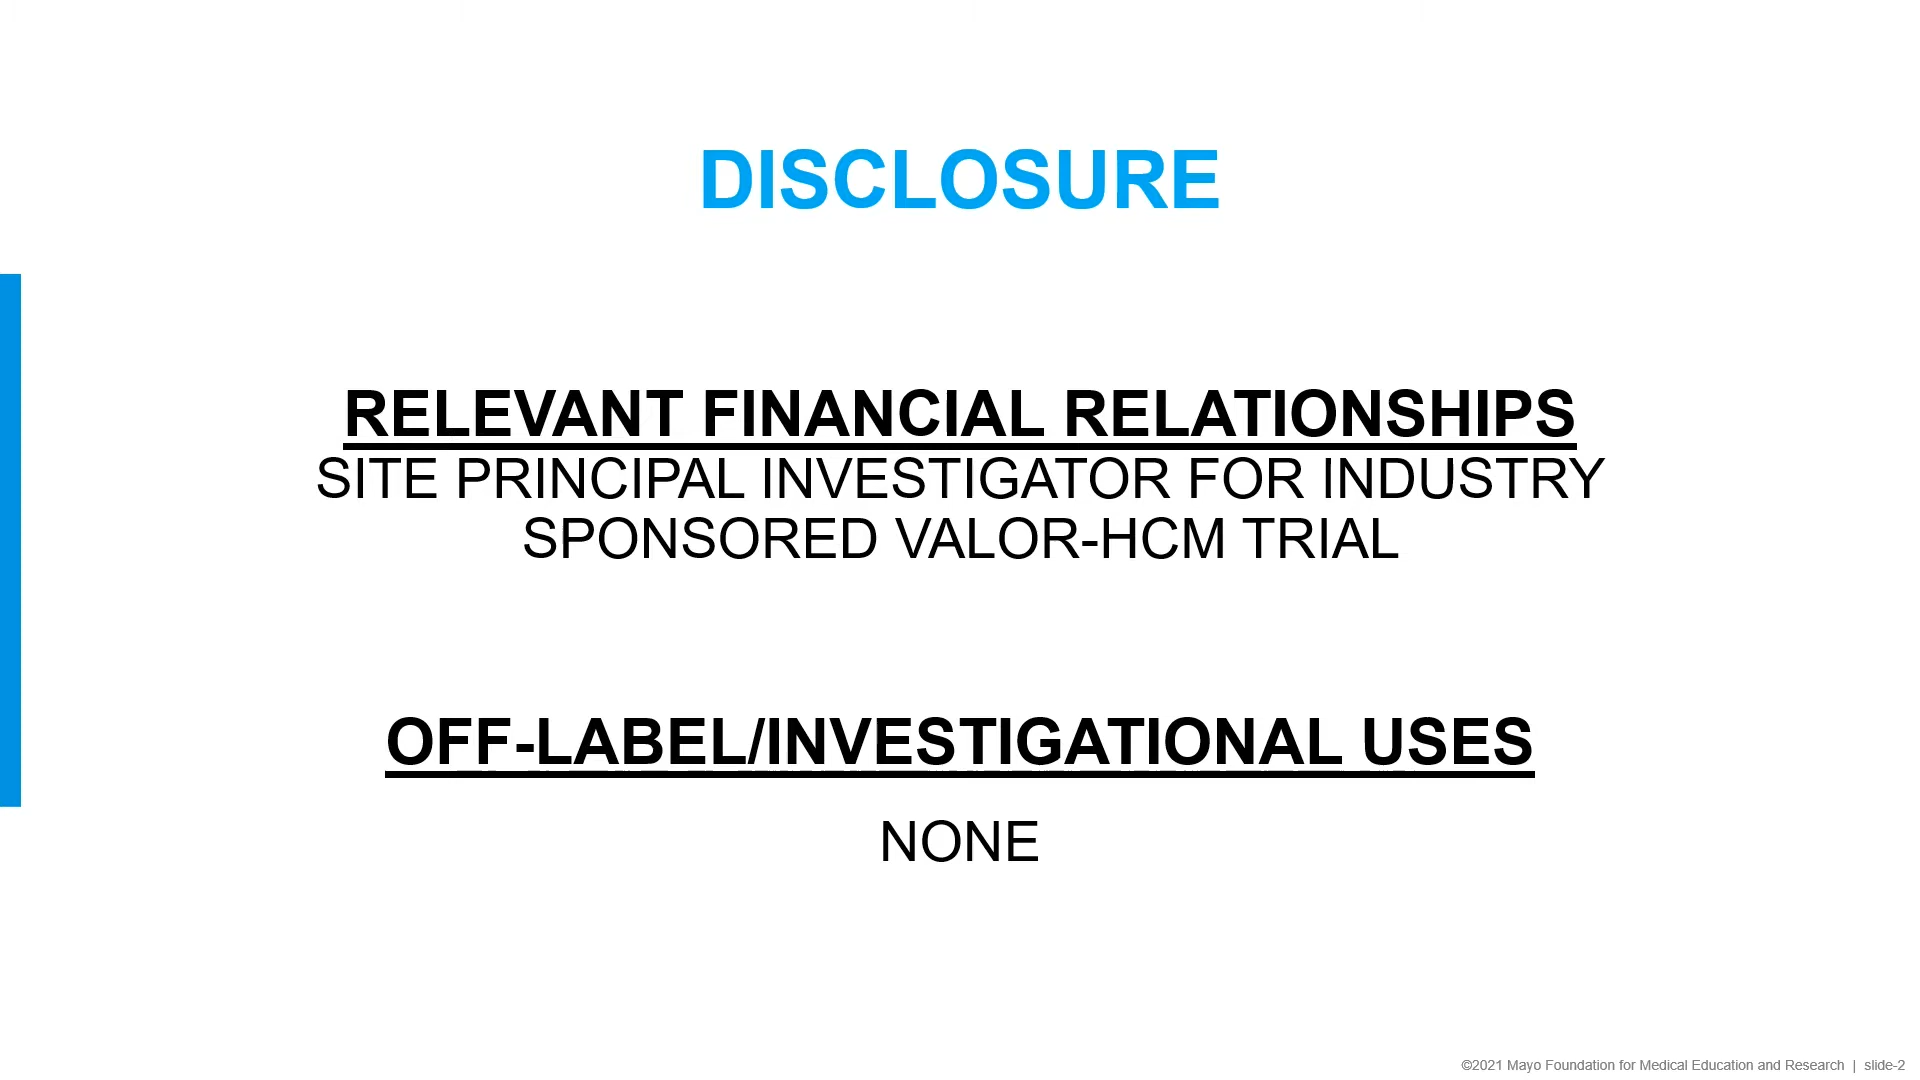 DISCLOSURE
RELEVANT FINANCIAL RELATIONSHIPS
SITE PRINCIPAL INVESTIGATOR FOR INDUSTRY
SPONSORED VALOR-HCM TRIAL
OFF-LABEL/INVESTIGATIONAL USES
NONE
©2021 Mayo Foundation for Medical Education and Research | slide-2